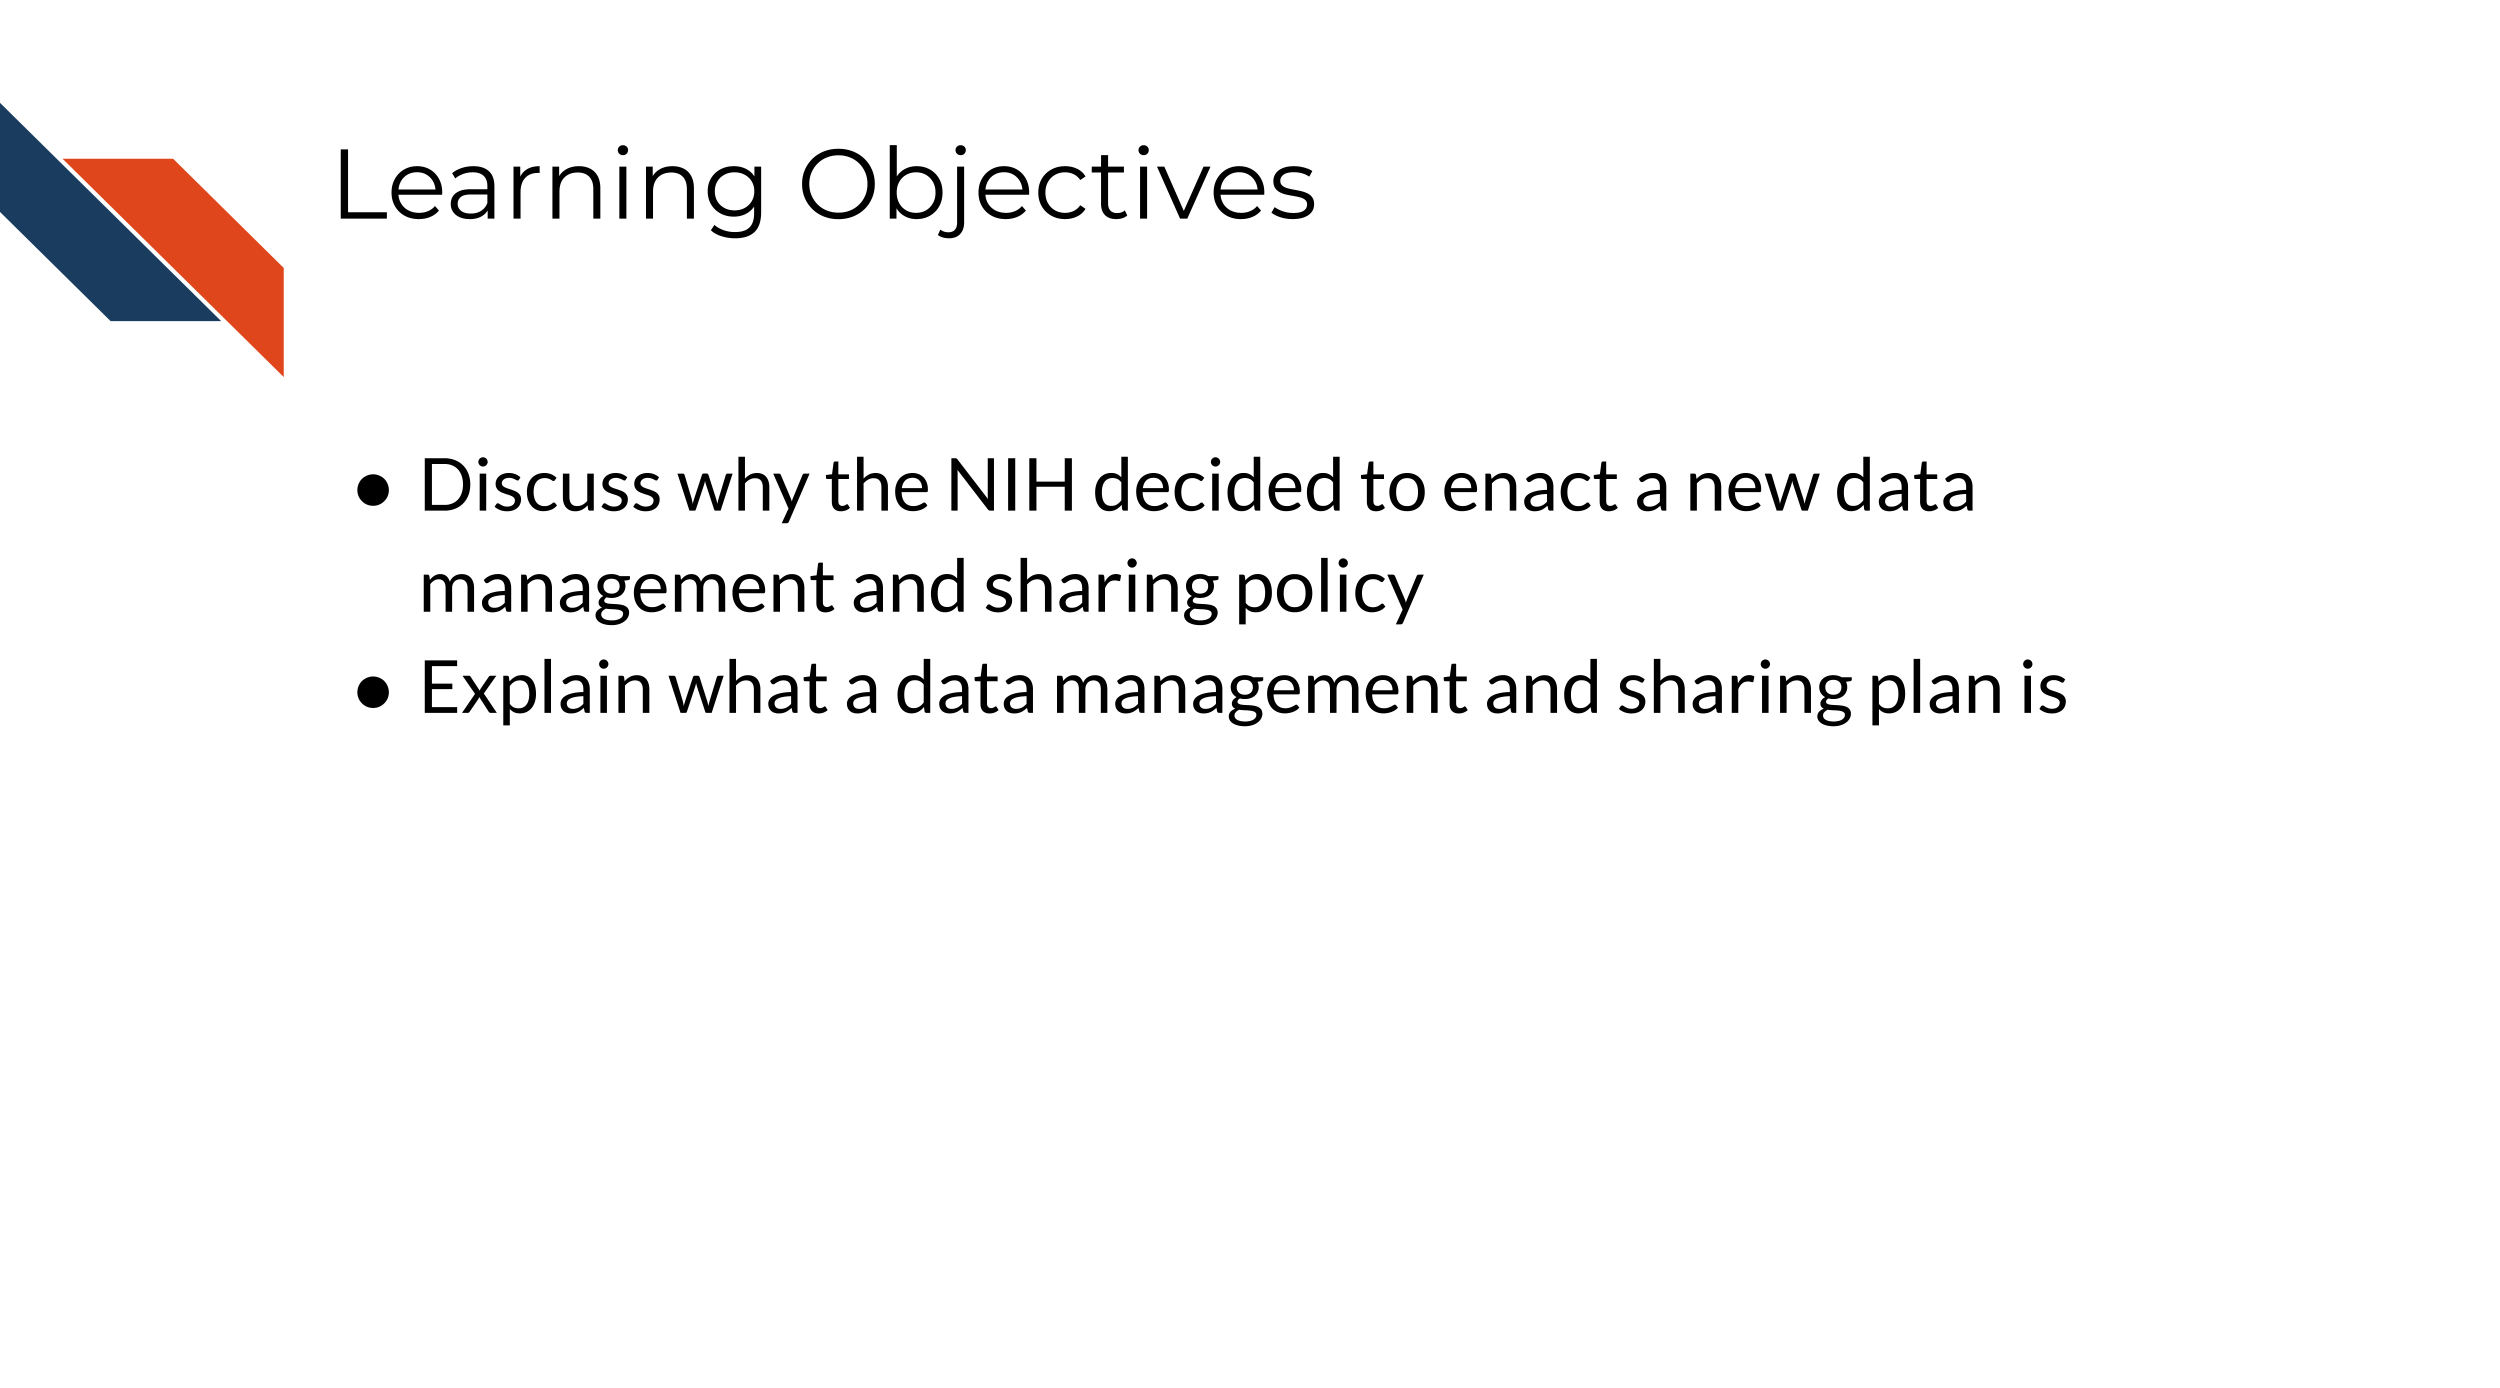 Learning Objectives
● Discuss why the NIH decided to enact a new data
management and sharing policy
● Explain what a data management and sharing plan is